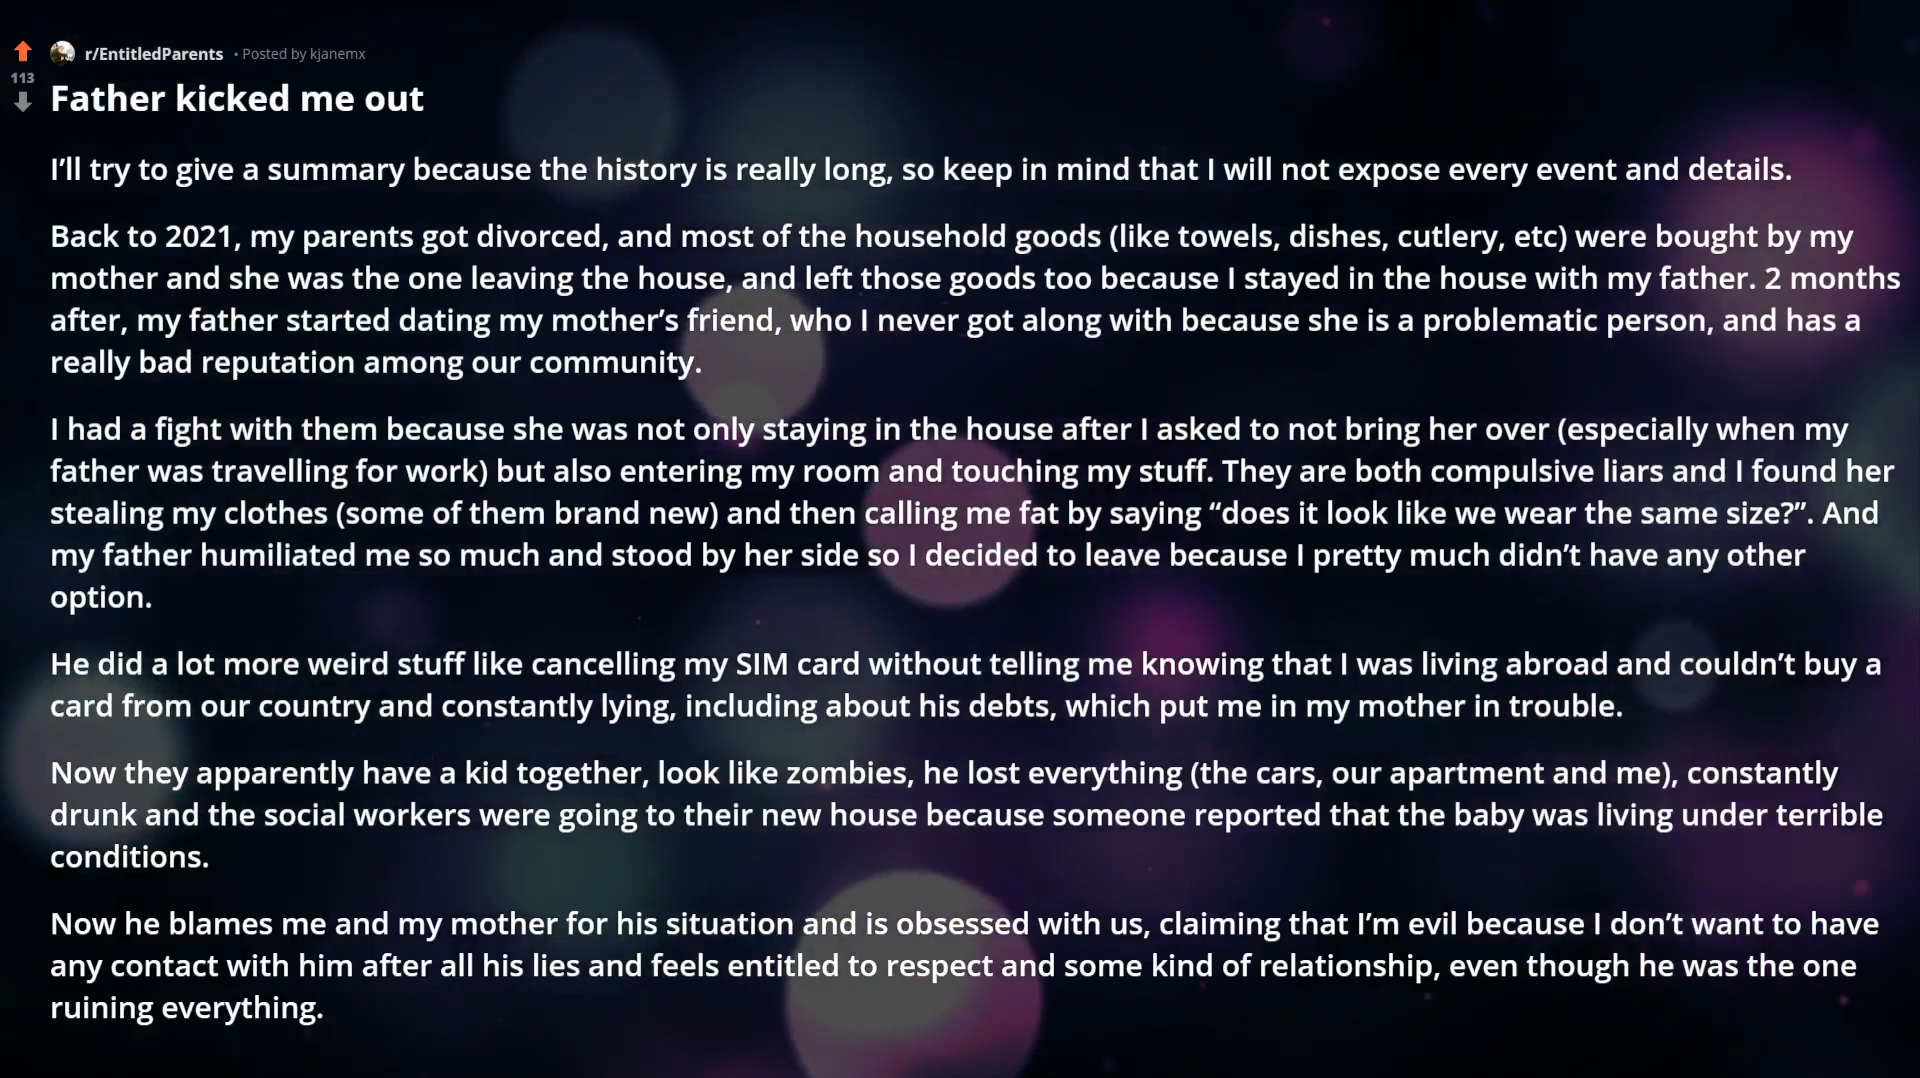 r/EntitledParents • Posted by kjanemx
113
Father kicked me out
I’ll try to give a summary because the history is really long, so keep in mind that I will not expose every event and details.
Back to 2021, my parents got divorced, and most of the household goods (like towels, dishes, cutlery, etc) were bought by my
mother and she was the one leaving the house, and left those goods too because I stayed in the house with my father. 2 months
after, my father started dating my mother’s friend, who I never got along with because she is a problematic person, and has a
really bad reputation among our community.
I had a fight with them because she was not only staying in the house after I asked to not bring her over (especially when my
father was travelling for work) but also entering my room and touching my stuff. They are both compulsive liars and I found her
stealing my clothes (some of them brand new) and then calling me fat by saying “does it look like we wear the same size?”. And
my father humiliated me so much and stood by her side so I decided to leave because I pretty much didn’t have any other
option.
He did a lot more weird stuff like cancelling my SIM card without telling me knowing that I was living abroad and couldn’t buy a
card from our country and constantly lying, including about his debts, which put me in my mother in trouble.
Now they apparently have a kid together, look like zombies, he lost everything (the cars, our apartment and me), constantly
drunk and the social workers were going to their new house because someone reported that the baby was living under terrible
conditions.
Now he blames me and my mother for his situation and is obsessed with us, claiming that I’m evil because I don’t want to have
any contact with him after all his lies and feels entitled to respect and some kind of relationship, even though he was the one
ruining everything.